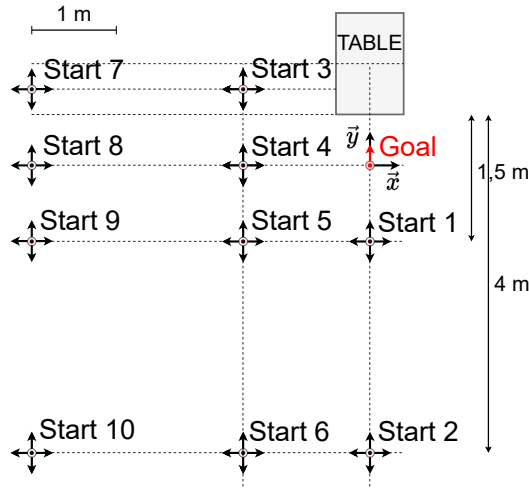 1 m
TABLE
Start 7
Start 3
y
Start 8
Start 4
Goal
x
1,5 m
Start 9
Start 5
Start 1
4 m
Start 10
Start 6
Start 2